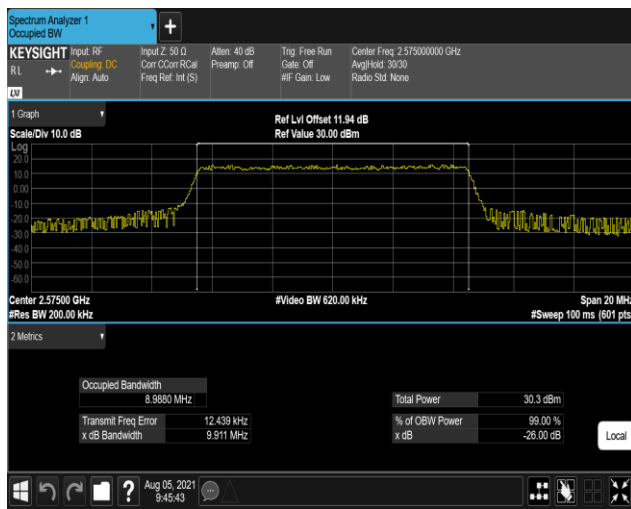 Spectrum Analyzer 1
Occupied BW
+
KEYSIGHT Input: RF Input Z: 50 Ω Atten: 40 dB Trig: Free Run Center Freq: 2.575000000 GHz
RL Coupling: DC Corr CCorr RCal Preamp: Off Gate: Off Avg|Hold: 30/30
Align: Auto Freq Ref: Int (S) #IF Gain: Low Radio Std: None
LXI
1 Graph
Ref Lvl Offset 11.94 dB
Scale/Div 10.0 dB Ref Value 30.00 dBm
Log
20.0
10.0
0.00
-10.0
-20.0
-30.0
-40.0
-50.0
-60.0
Center 2.57500 GHz #Video BW 620.00 kHz Span 20 MHz
#Res BW 200.00 kHz #Sweep 100 ms (601 pts
2 Metrics
Occupied Bandwidth
8.9880 MHz Total Power 30.3 dBm
Transmit Freq Error 12.439 kHz % of OBW Power 99.00 %
x dB Bandwidth 9.911 MHz x dB -26.00 dB
Local
? Aug 05, 2021
9:45:43